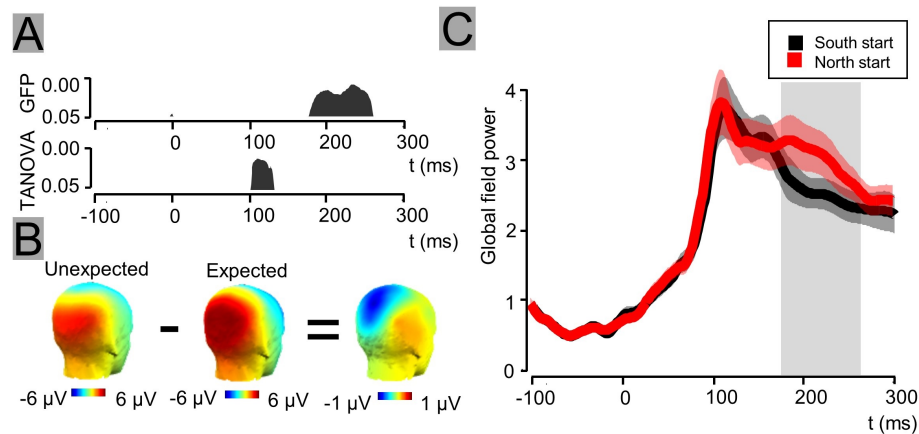 A
GFP
0.00
0.05
0 100 200 300
t (ms)
TANOVA
0.00
0.05
-100 0 100 200 300
t (ms)
B
Unexpected Expected
-6 µV 6 µV -6 µV 6 µV -1 µV 1 µV
C
South start
North start
Global field power
4
3
2
1
0
-100 0 100 200 300
t (ms)